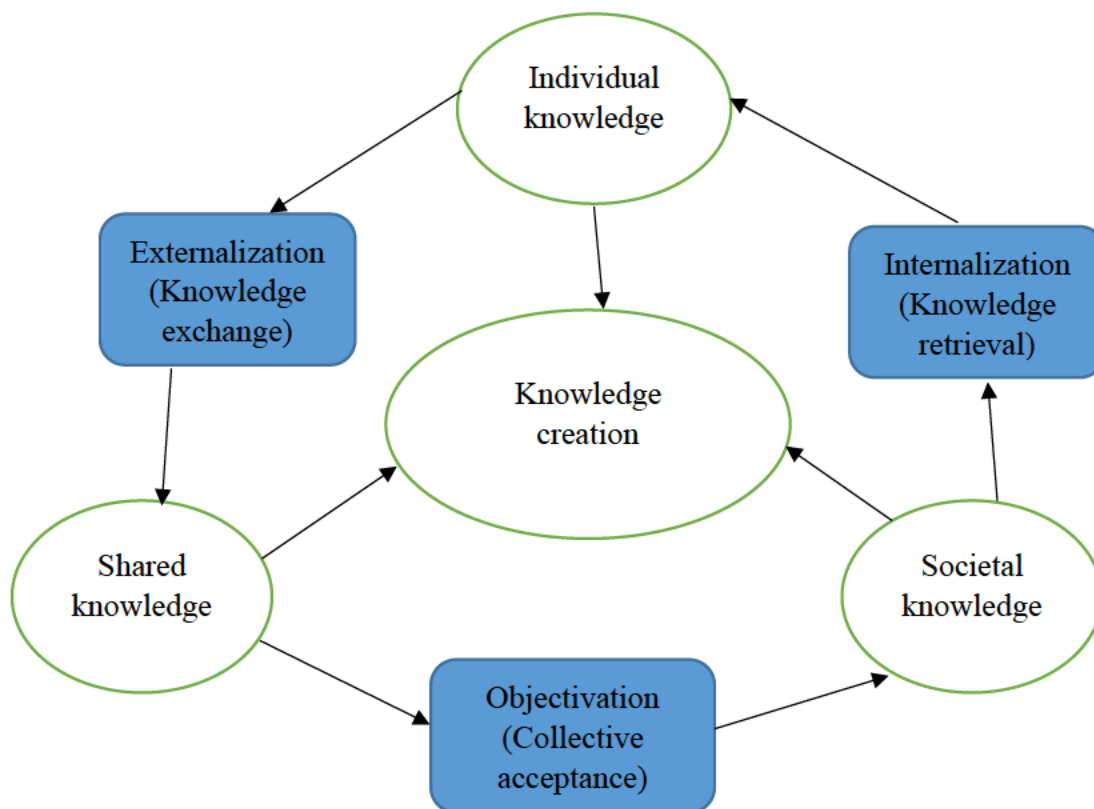 Individual
knowledge
Externalization
(Knowledge
exchange)
Internalization
(Knowledge
retrieval)
Knowledge
creation
Shared
knowledge
Societal
knowledge
Objectivation
(Collective
acceptance)